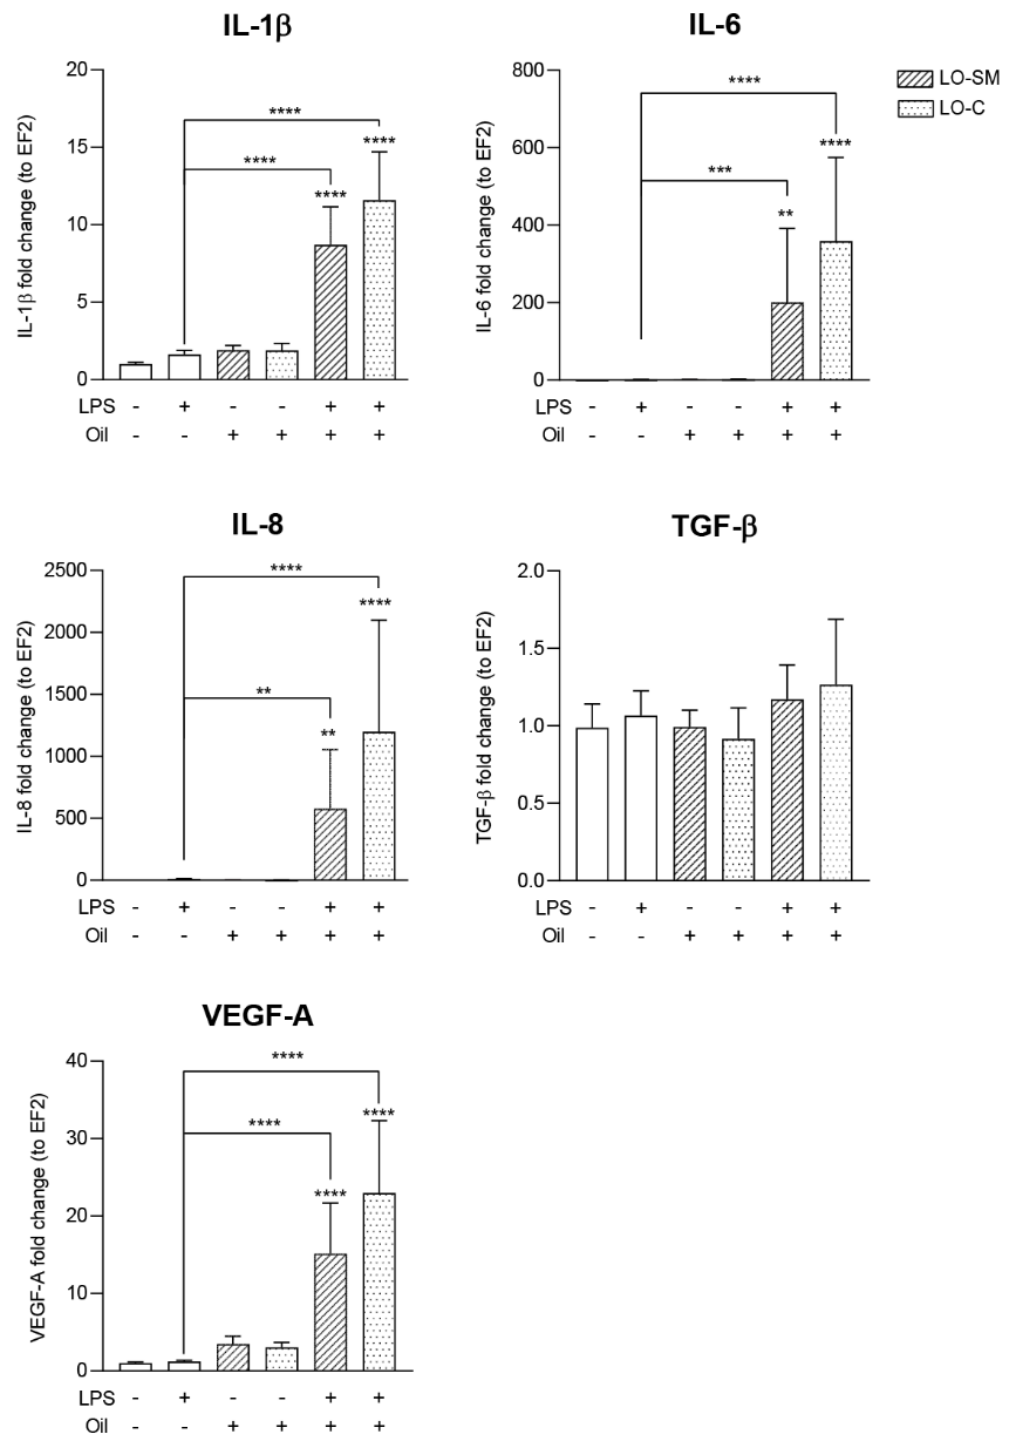 IL-1β
IL-1β fold change (to EF2)
20
15
10
5
0
****
****
****
****
LPS - + - - + +
Oil - - + + + +
IL-6
IL-6 fold change (to EF2)
800
600
400
200
0
****
***
****
**
LPS - + - - + +
Oil - - + + + +
LO-SM
LO-C
IL-8
IL-8 fold change (to EF2)
2500
2000
1500
1000
500
0
****
****
**
**
LPS - + - - + +
Oil - - + + + +
TGF-β
TGF-β fold change (to EF2)
2.0
1.5
1.0
0.5
0.0
LPS - + - - + +
Oil - - + + + +
VEGF-A
VEGF-A fold change (to EF2)
40
30
20
10
0
****
****
****
****
LPS - + - - + +
Oil - - + + + +